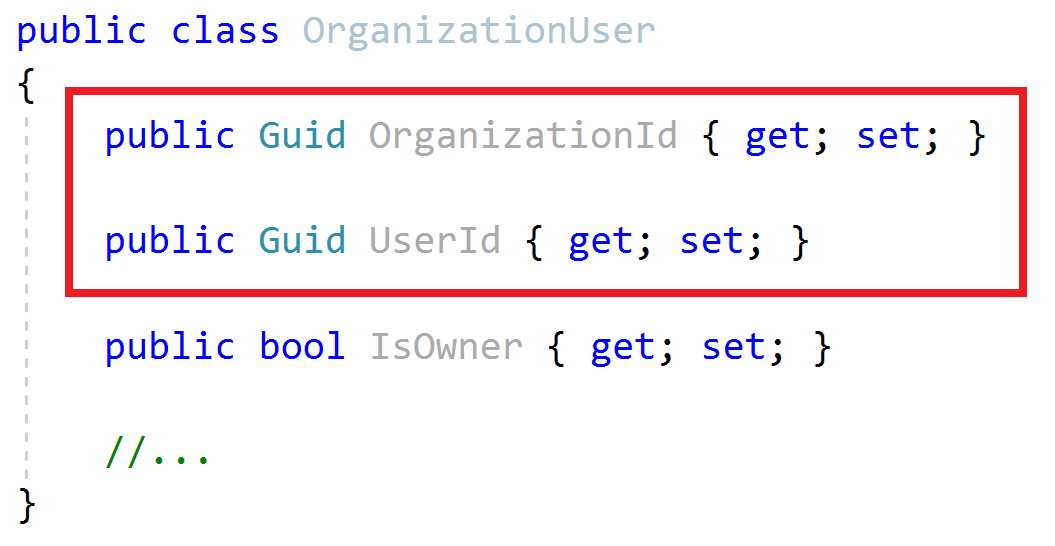 public class OrganizationUser
{
public Guid OrganizationId { get; set; }
public Guid UserId { get; set; }
public bool IsOwner { get; set; }
//...
}